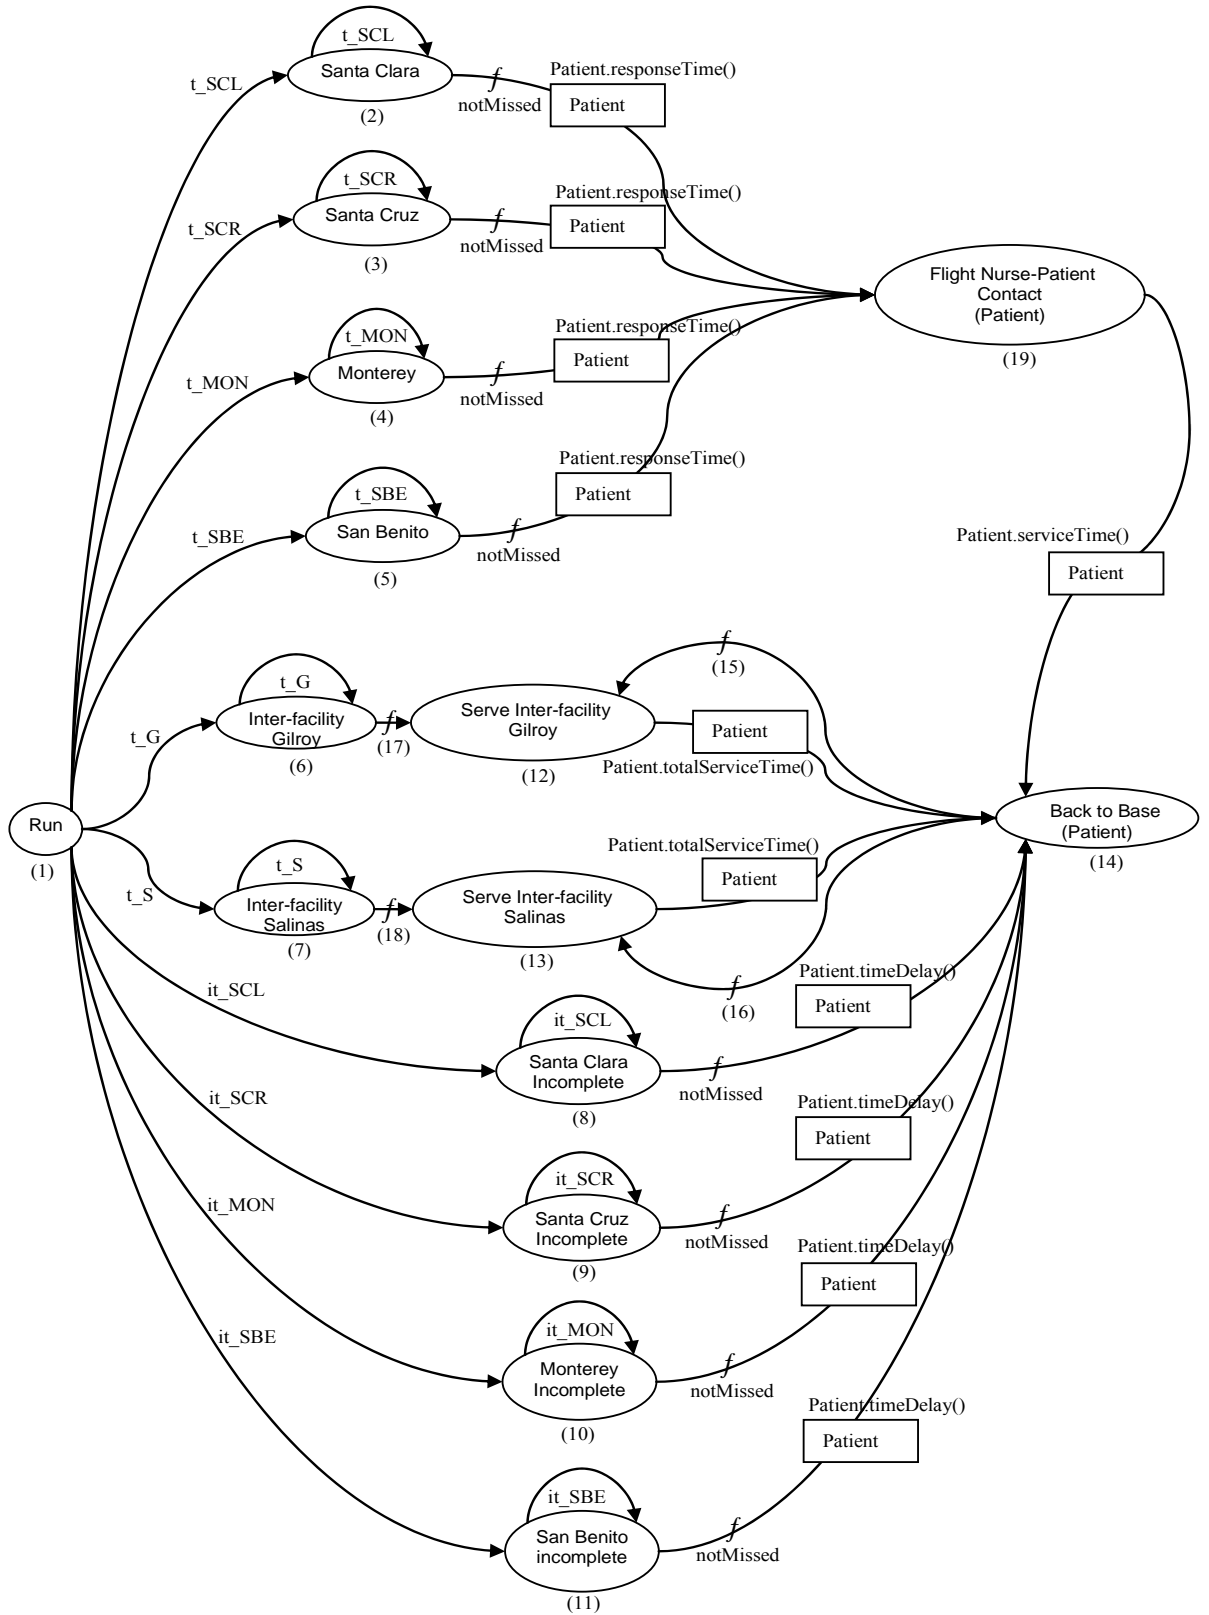 t_SCL
t_SCL
Santa Clara
(2)
f
notMissed
Patient.responseTime()
Patient
t_SCR
t_SCR
Santa Cruz
(3)
f
notMissed
Patient.responseTime()
Patient
Flight Nurse-Patient
Contact
(Patient)
(19)
t_MON
t_MON
Monterey
(4)
f
notMissed
Patient.responseTime()
Patient
t_SBE
t_SBE
San Benito
(5)
f
notMissed
Patient.responseTime()
Patient
Patient.serviceTime()
Patient
t_G
t_G
Inter-facility
Gilroy
(6)
f
(17)
Serve Inter-facility
Gilroy
(12)
f
(15)
Patient
Patient.totalServiceTime()
Run
(1)
Back to Base
(Patient)
(14)
t_S
t_S
Inter-facility
Salinas
(7)
f
(18)
Serve Inter-facility
Salinas
(13)
Patient.totalServiceTime()
Patient
f
(16)
it_SCL
it_SCL
Santa Clara
Incomplete
(8)
f
notMissed
Patient.timeDelay()
Patient
it_SCR
it_SCR
Santa Cruz
Incomplete
(9)
f
notMissed
Patient.timeDelay()
Patient
it_MON
it_MON
Monterey
Incomplete
(10)
f
notMissed
Patient.timeDelay()
Patient
it_SBE
it_SBE
San Benito
incomplete
(11)
f
notMissed
Patient.timeDelay()
Patient